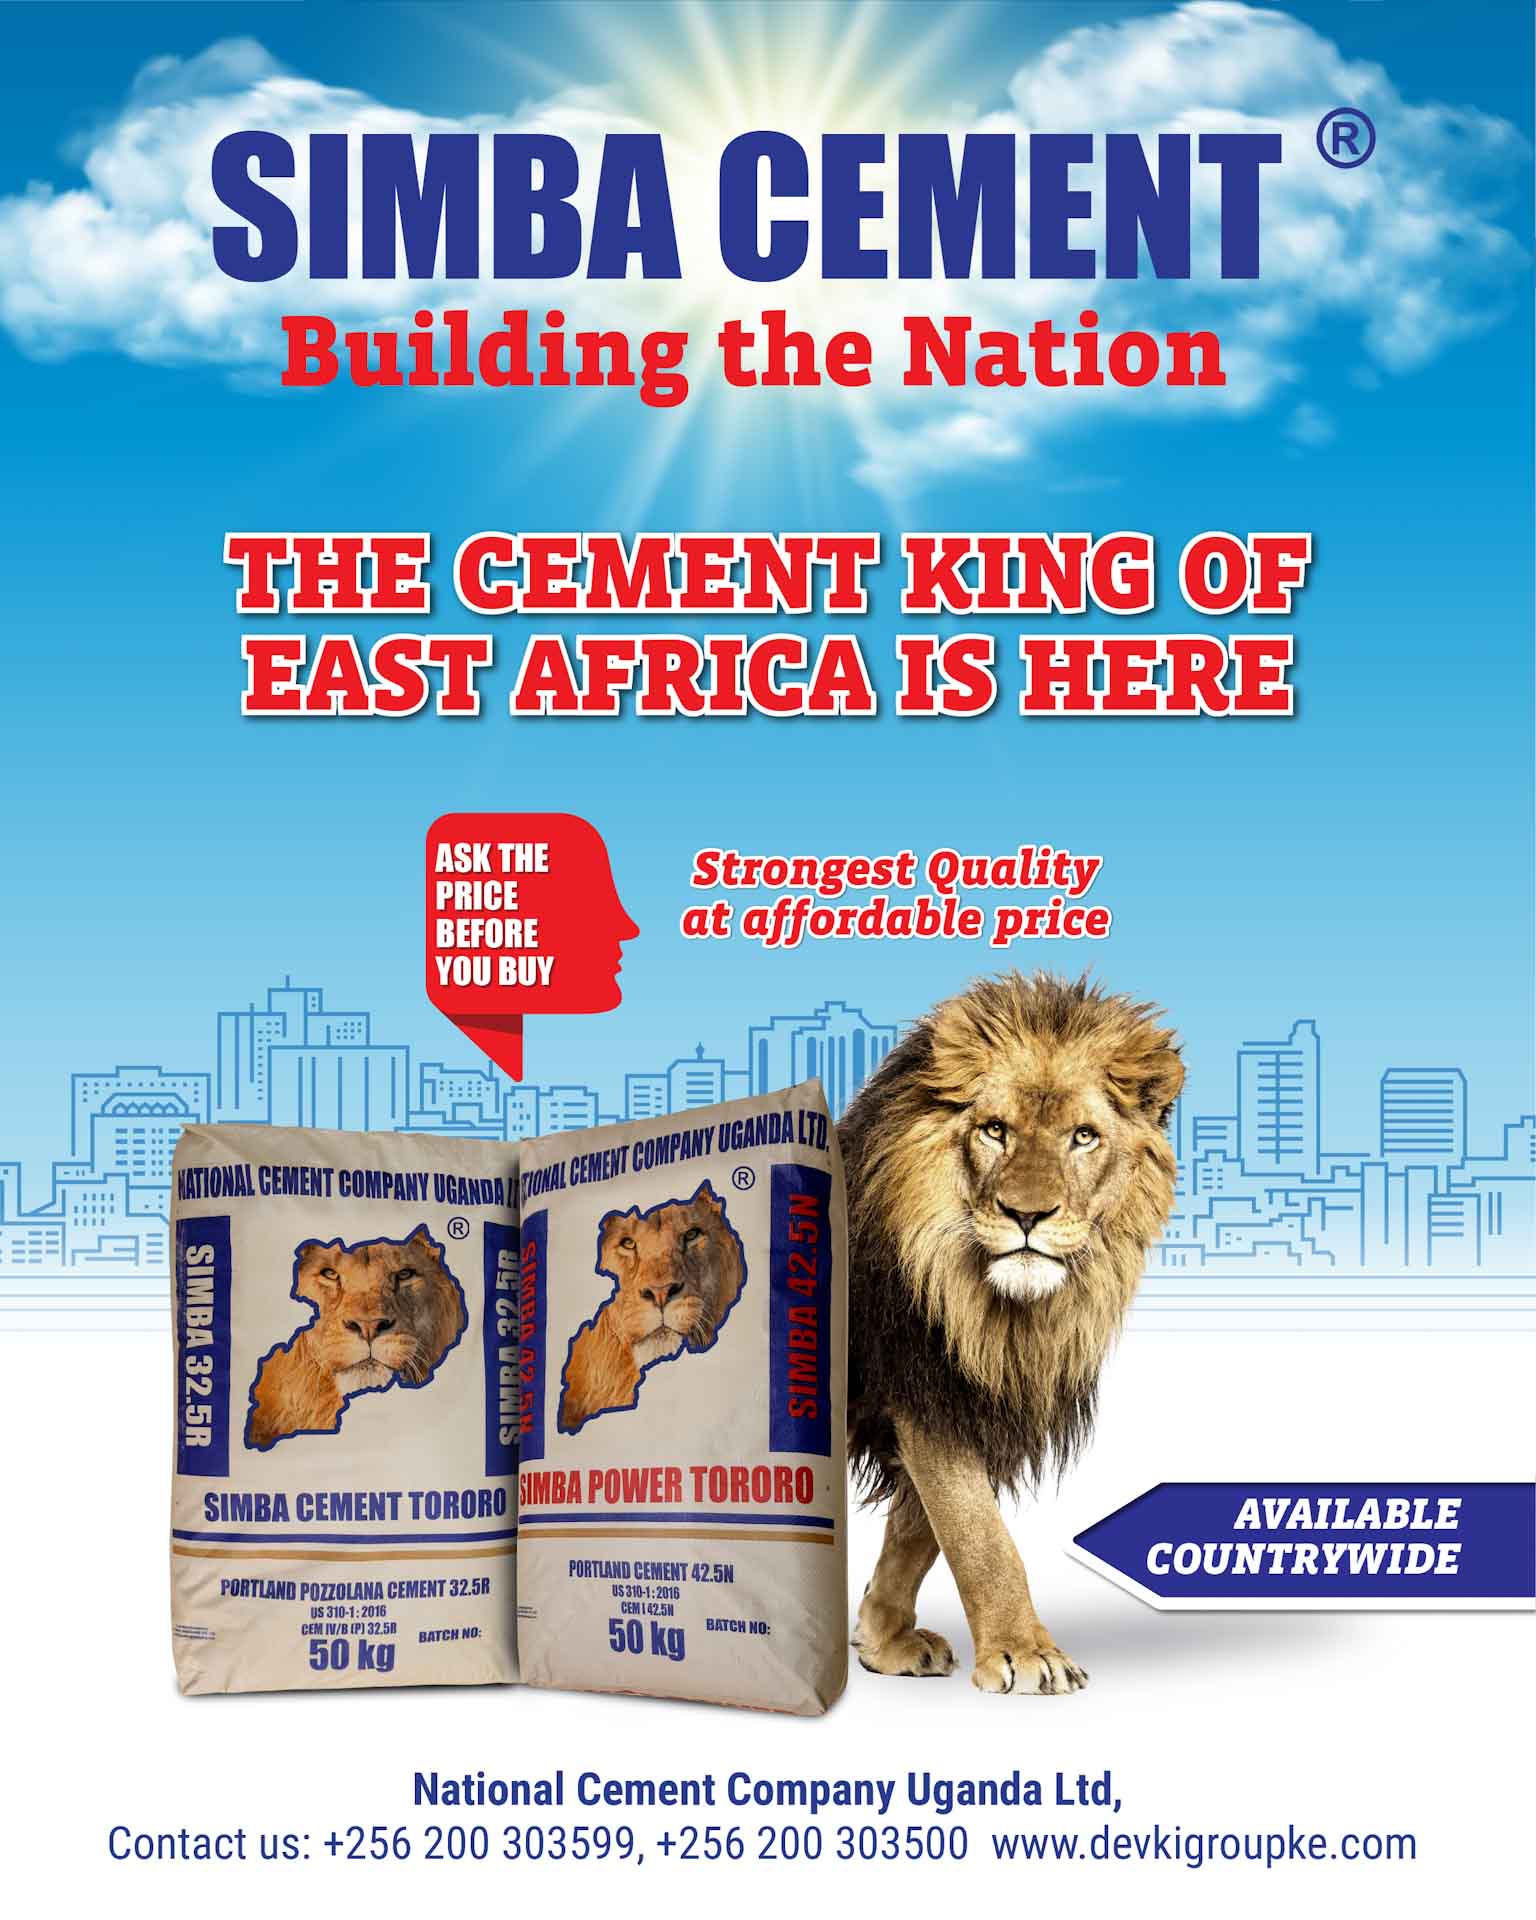 SIMBA CEMENT ®
Building the Nation
THE CEMENT KING OF
EAST AFRICA IS HERE
ASK THE
PRICE
BEFORE
YOU BUY
Strongest Quality
at affordable price
NATIONAL CEMENT COMPANY UGANDA
®
SIMBA 32.5R
SIMBA 32.5R
SIMBA CEMENT TORORO
PORTLAND POZZOLANA CEMENT 32.5R
US 310-1 : 2016
CEM IV/B (P) 32.5R
50 kg
BATCH NO:
CEMENT COMPANY UGANDA LTD.
®
SIMBA 42.5N
SIMBA 42.5N
SIMBA POWER TORORO
PORTLAND CEMENT 42.5N
US 310-1 : 2016
CEM I 42.5N
50 kg
BATCH NO:
AVAILABLE
COUNTRYWIDE
National Cement Company Uganda Ltd,
Contact us: +256 200 303599, +256 200 303500 www.devkigroupke.com